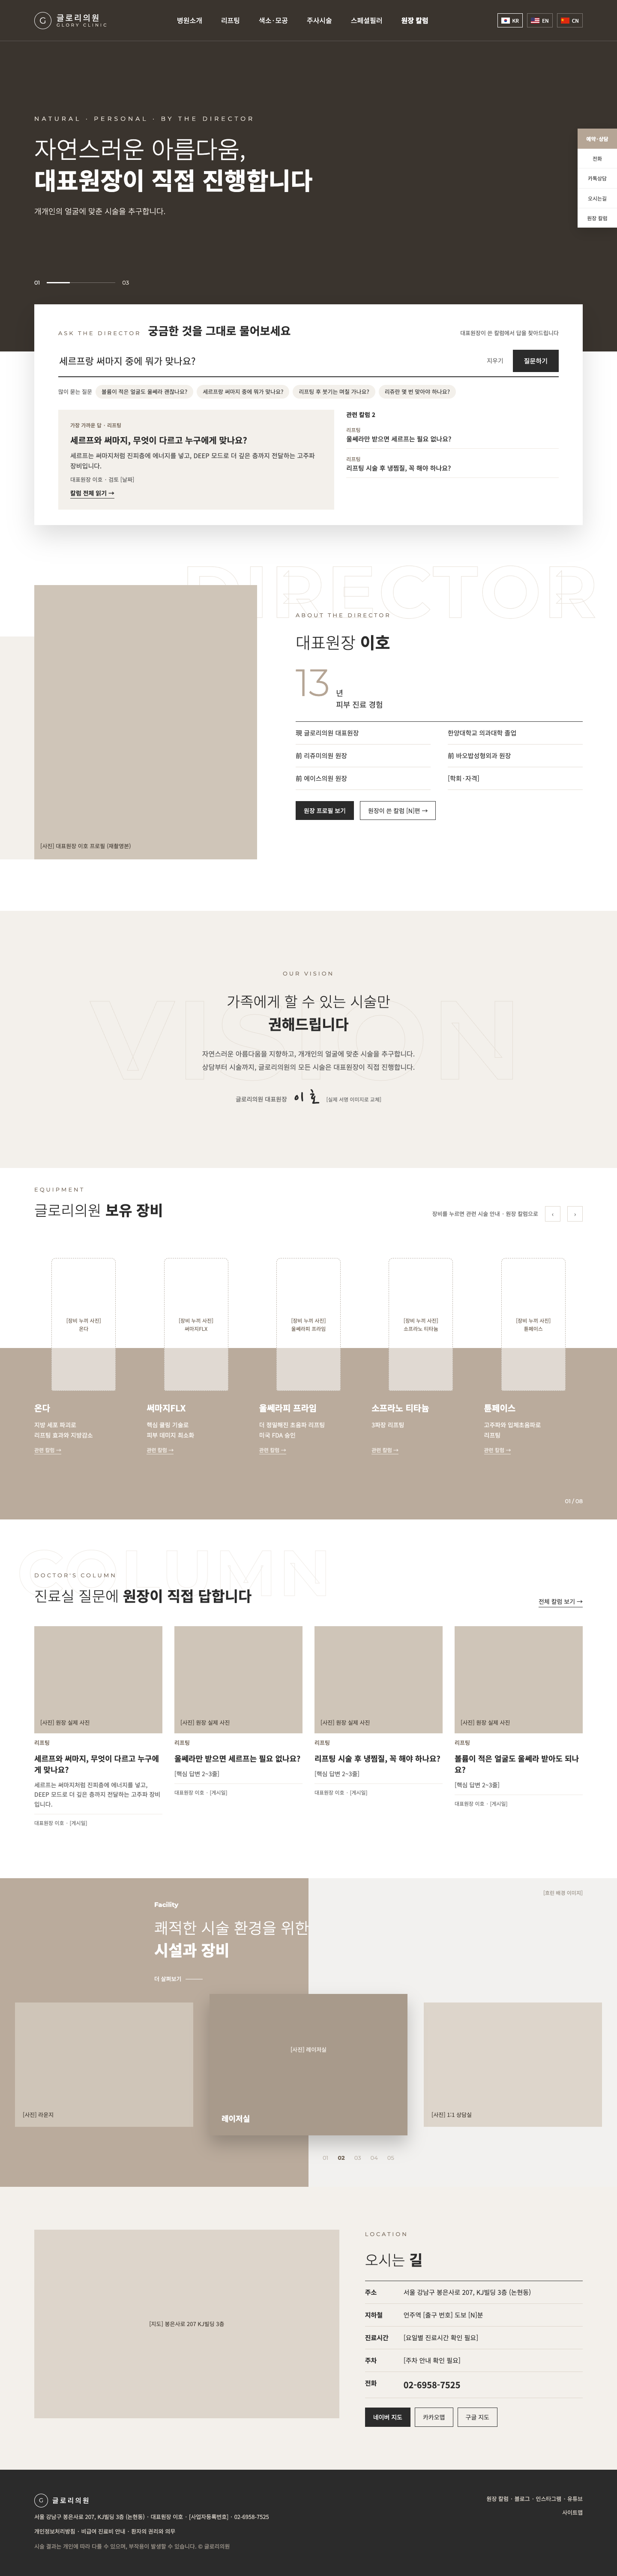 글로리의원
GLORY CLINIC
병원소개
리프팅
색소·모공
주사시술
스페셜필러
원장 칼럼
KR
EN
CN
NATURAL · PERSONAL · BY THE DIRECTOR
자연스러운 아름다움,
대표원장이 직접 진행합니다
개개인의 얼굴에 맞춘 시술을 추구합니다.
예약·상담
전화
카톡상담
오시는길
원장 칼럼
01
03
ASK THE DIRECTOR 궁금한 것을 그대로 물어보세요
대표원장이 쓴 칼럼에서 답을 찾아드립니다
세르프랑 써마지 중에 뭐가 맞나요?
지우기
질문하기
많이 묻는 질문
볼륨이 적은 얼굴도 울쎄라 괜찮나요?
세르프랑 써마지 중에 뭐가 맞나요?
리프팅 후 붓기는 며칠 가나요?
리쥬란 몇 번 맞아야 하나요?
가장 가까운 답 · 리프팅
세르프와 써마지, 무엇이 다르고 누구에게 맞나요?
세르프는 써마지처럼 진피층에 에너지를 넣고, DEEP 모드로 더 깊은 층까지 전달하는 고주파
장비입니다.
대표원장 이호 · 검토 [날짜]
칼럼 전체 읽기 →
관련 칼럼 2
리프팅
울쎄라만 받으면 세르프는 필요 없나요?
리프팅
리프팅 시술 후 냉찜질, 꼭 해야 하나요?
DIRECTOR
ABOUT THE DIRECTOR
대표원장 이호
13
년
피부 진료 경험
現 글로리의원 대표원장
한양대학교 의과대학 졸업
前 리쥬미의원 원장
前 바오밥성형외과 원장
前 에이스의원 원장
[학회·자격]
원장 프로필 보기
원장이 쓴 칼럼 [N]편 →
[사진] 대표원장 이호 프로필 (재촬영본)
VISION
OUR VISION
가족에게 할 수 있는 시술만
권해드립니다
자연스러운 아름다움을 지향하고, 개개인의 얼굴에 맞춘 시술을 추구합니다.
상담부터 시술까지, 글로리의원의 모든 시술은 대표원장이 직접 진행합니다.
글로리의원 대표원장
이호
[실제 서명 이미지로 교체]
EQUIPMENT
글로리의원 보유 장비
장비를 누르면 관련 시술 안내 · 원장 칼럼으로
‹
›
[장비 누끼 사진]
온다
[장비 누끼 사진]
써마지FLX
[장비 누끼 사진]
울쎄라피 프라임
[장비 누끼 사진]
소프라노 티타늄
[장비 누끼 사진]
튠페이스
온다
지방 세포 파괴로
리프팅 효과와 지방감소
관련 칼럼 →
써마지FLX
핵심 쿨링 기술로
피부 데미지 최소화
관련 칼럼 →
울쎄라피 프라임
더 정밀해진 초음파 리프팅
미국 FDA 승인
관련 칼럼 →
소프라노 티타늄
3파장 리프팅
관련 칼럼 →
튠페이스
고주파와 입체초음파로
리프팅
관련 칼럼 →
01 / 08
COLUMN
DOCTOR'S COLUMN
진료실 질문에 원장이 직접 답합니다
전체 칼럼 보기 →
[사진] 원장 실제 사진
[사진] 원장 실제 사진
[사진] 원장 실제 사진
[사진] 원장 실제 사진
리프팅
세르프와 써마지, 무엇이 다르고 누구에
게 맞나요?
세르프는 써마지처럼 진피층에 에너지를 넣고,
DEEP 모드로 더 깊은 층까지 전달하는 고주파 장비
입니다.
대표원장 이호 · [게시일]
리프팅
울쎄라만 받으면 세르프는 필요 없나요?
[핵심 답변 2~3줄]
대표원장 이호 · [게시일]
리프팅
리프팅 시술 후 냉찜질, 꼭 해야 하나요?
[핵심 답변 2~3줄]
대표원장 이호 · [게시일]
리프팅
볼륨이 적은 얼굴도 울쎄라 받아도 되나
요?
[핵심 답변 2~3줄]
대표원장 이호 · [게시일]
Facility
쾌적한 시술 환경을 위한
시설과 장비
더 살펴보기
[흐린 배경 이미지]
[사진] 라운지
[사진] 레이저실
레이저실
[사진] 1:1 상담실
01 02 03 04 05
[지도] 봉은사로 207 KJ빌딩 3층
LOCATION
오시는 길
주소 서울 강남구 봉은사로 207, KJ빌딩 3층 (논현동)
지하철 언주역 [출구 번호] 도보 [N]분
진료시간 [요일별 진료시간 확인 필요]
주차 [주차 안내 확인 필요]
전화 02-6958-7525
네이버 지도
카카오맵
구글 지도
글로리의원
서울 강남구 봉은사로 207, KJ빌딩 3층 (논현동) · 대표원장 이호 · [사업자등록번호] · 02-6958-7525
개인정보처리방침 · 비급여 진료비 안내 · 환자의 권리와 의무
시술 결과는 개인에 따라 다를 수 있으며, 부작용이 발생할 수 있습니다. © 글로리의원
원장 칼럼 · 블로그 · 인스타그램 · 유튜브
사이트맵